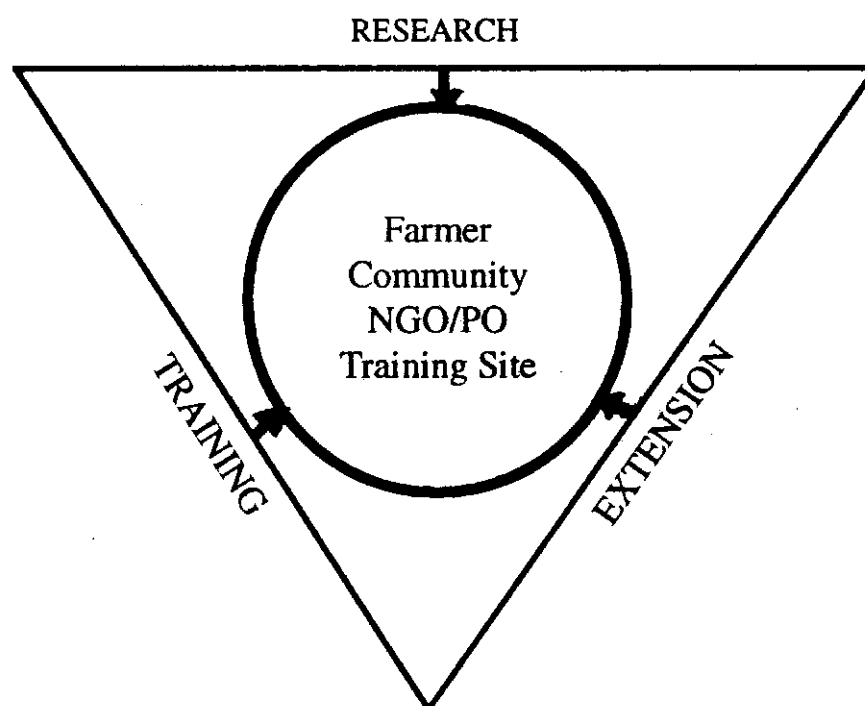 RESEARCH
Farmer
Community
NGO/PO
Training Site
TRAINING
EXTENSION